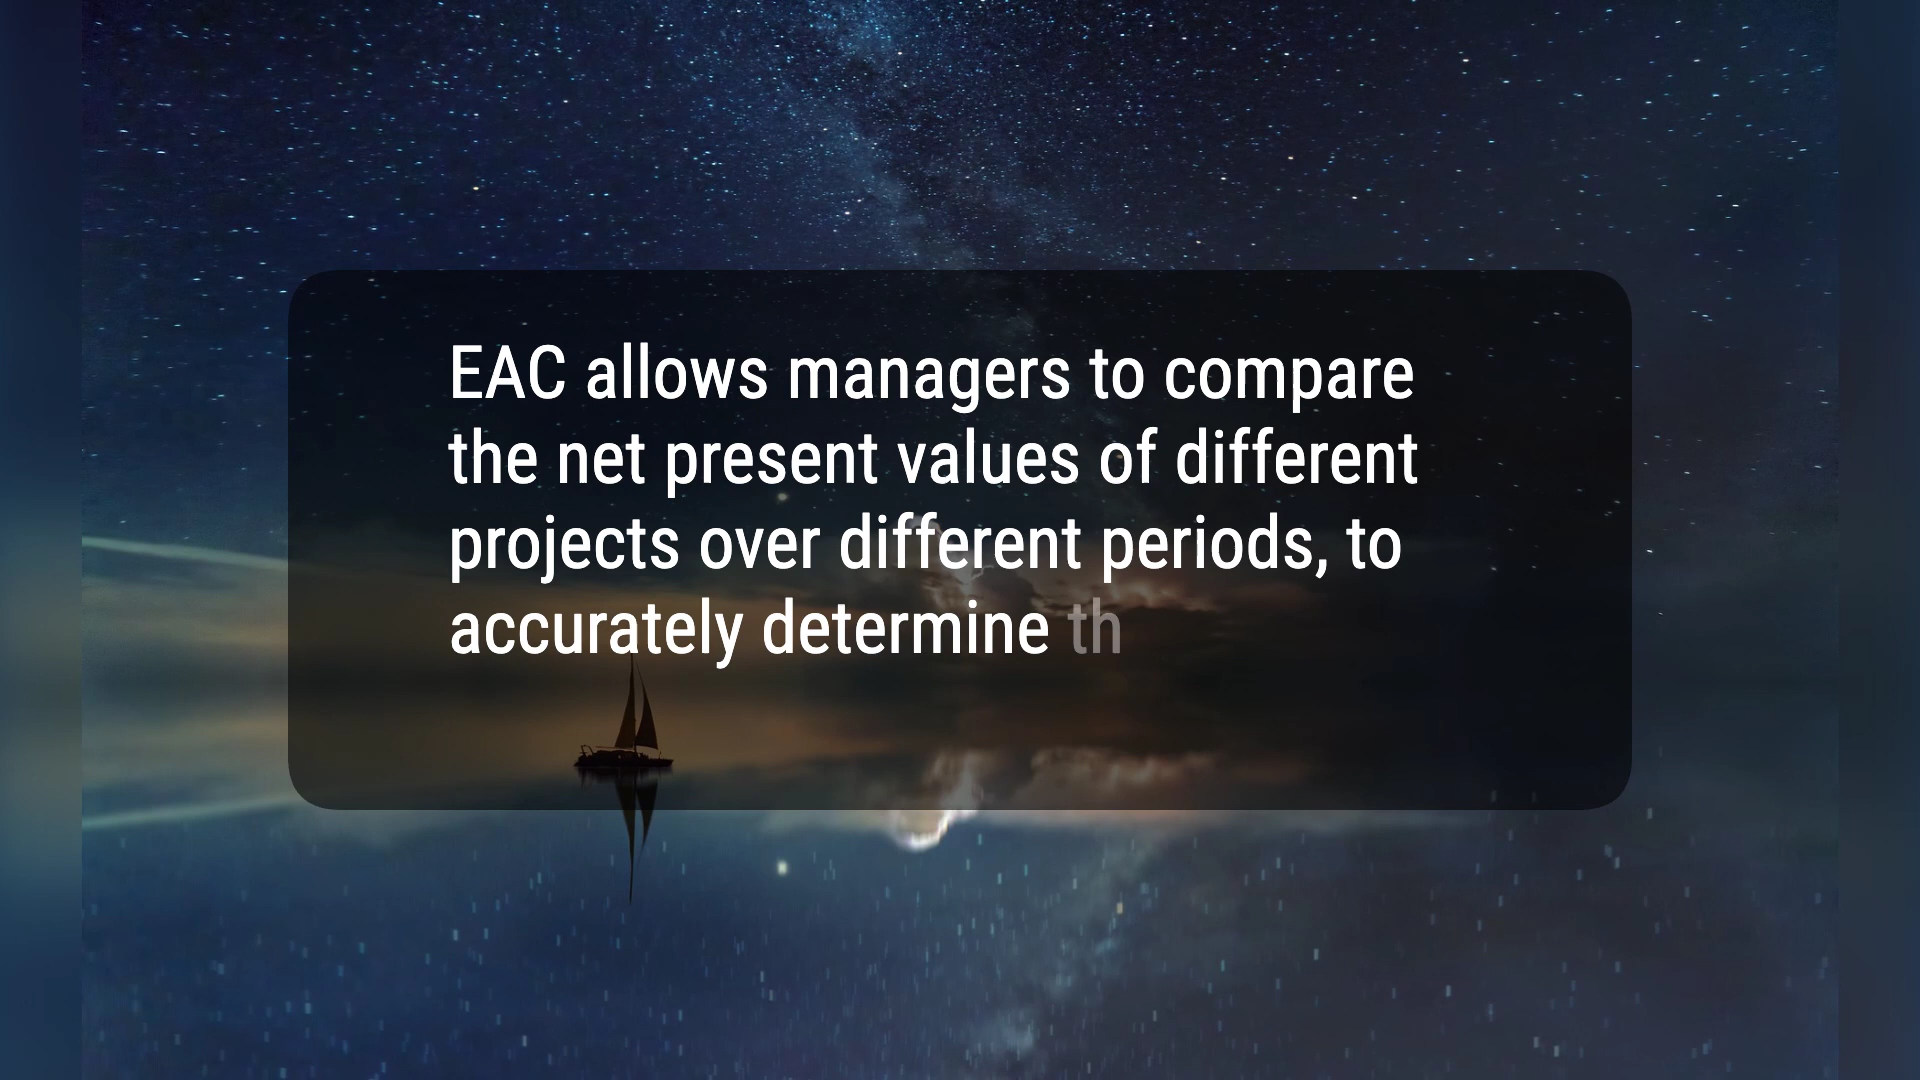 EAC allows managers to compare
the net present values of different
projects over different periods, to
accurately determine th